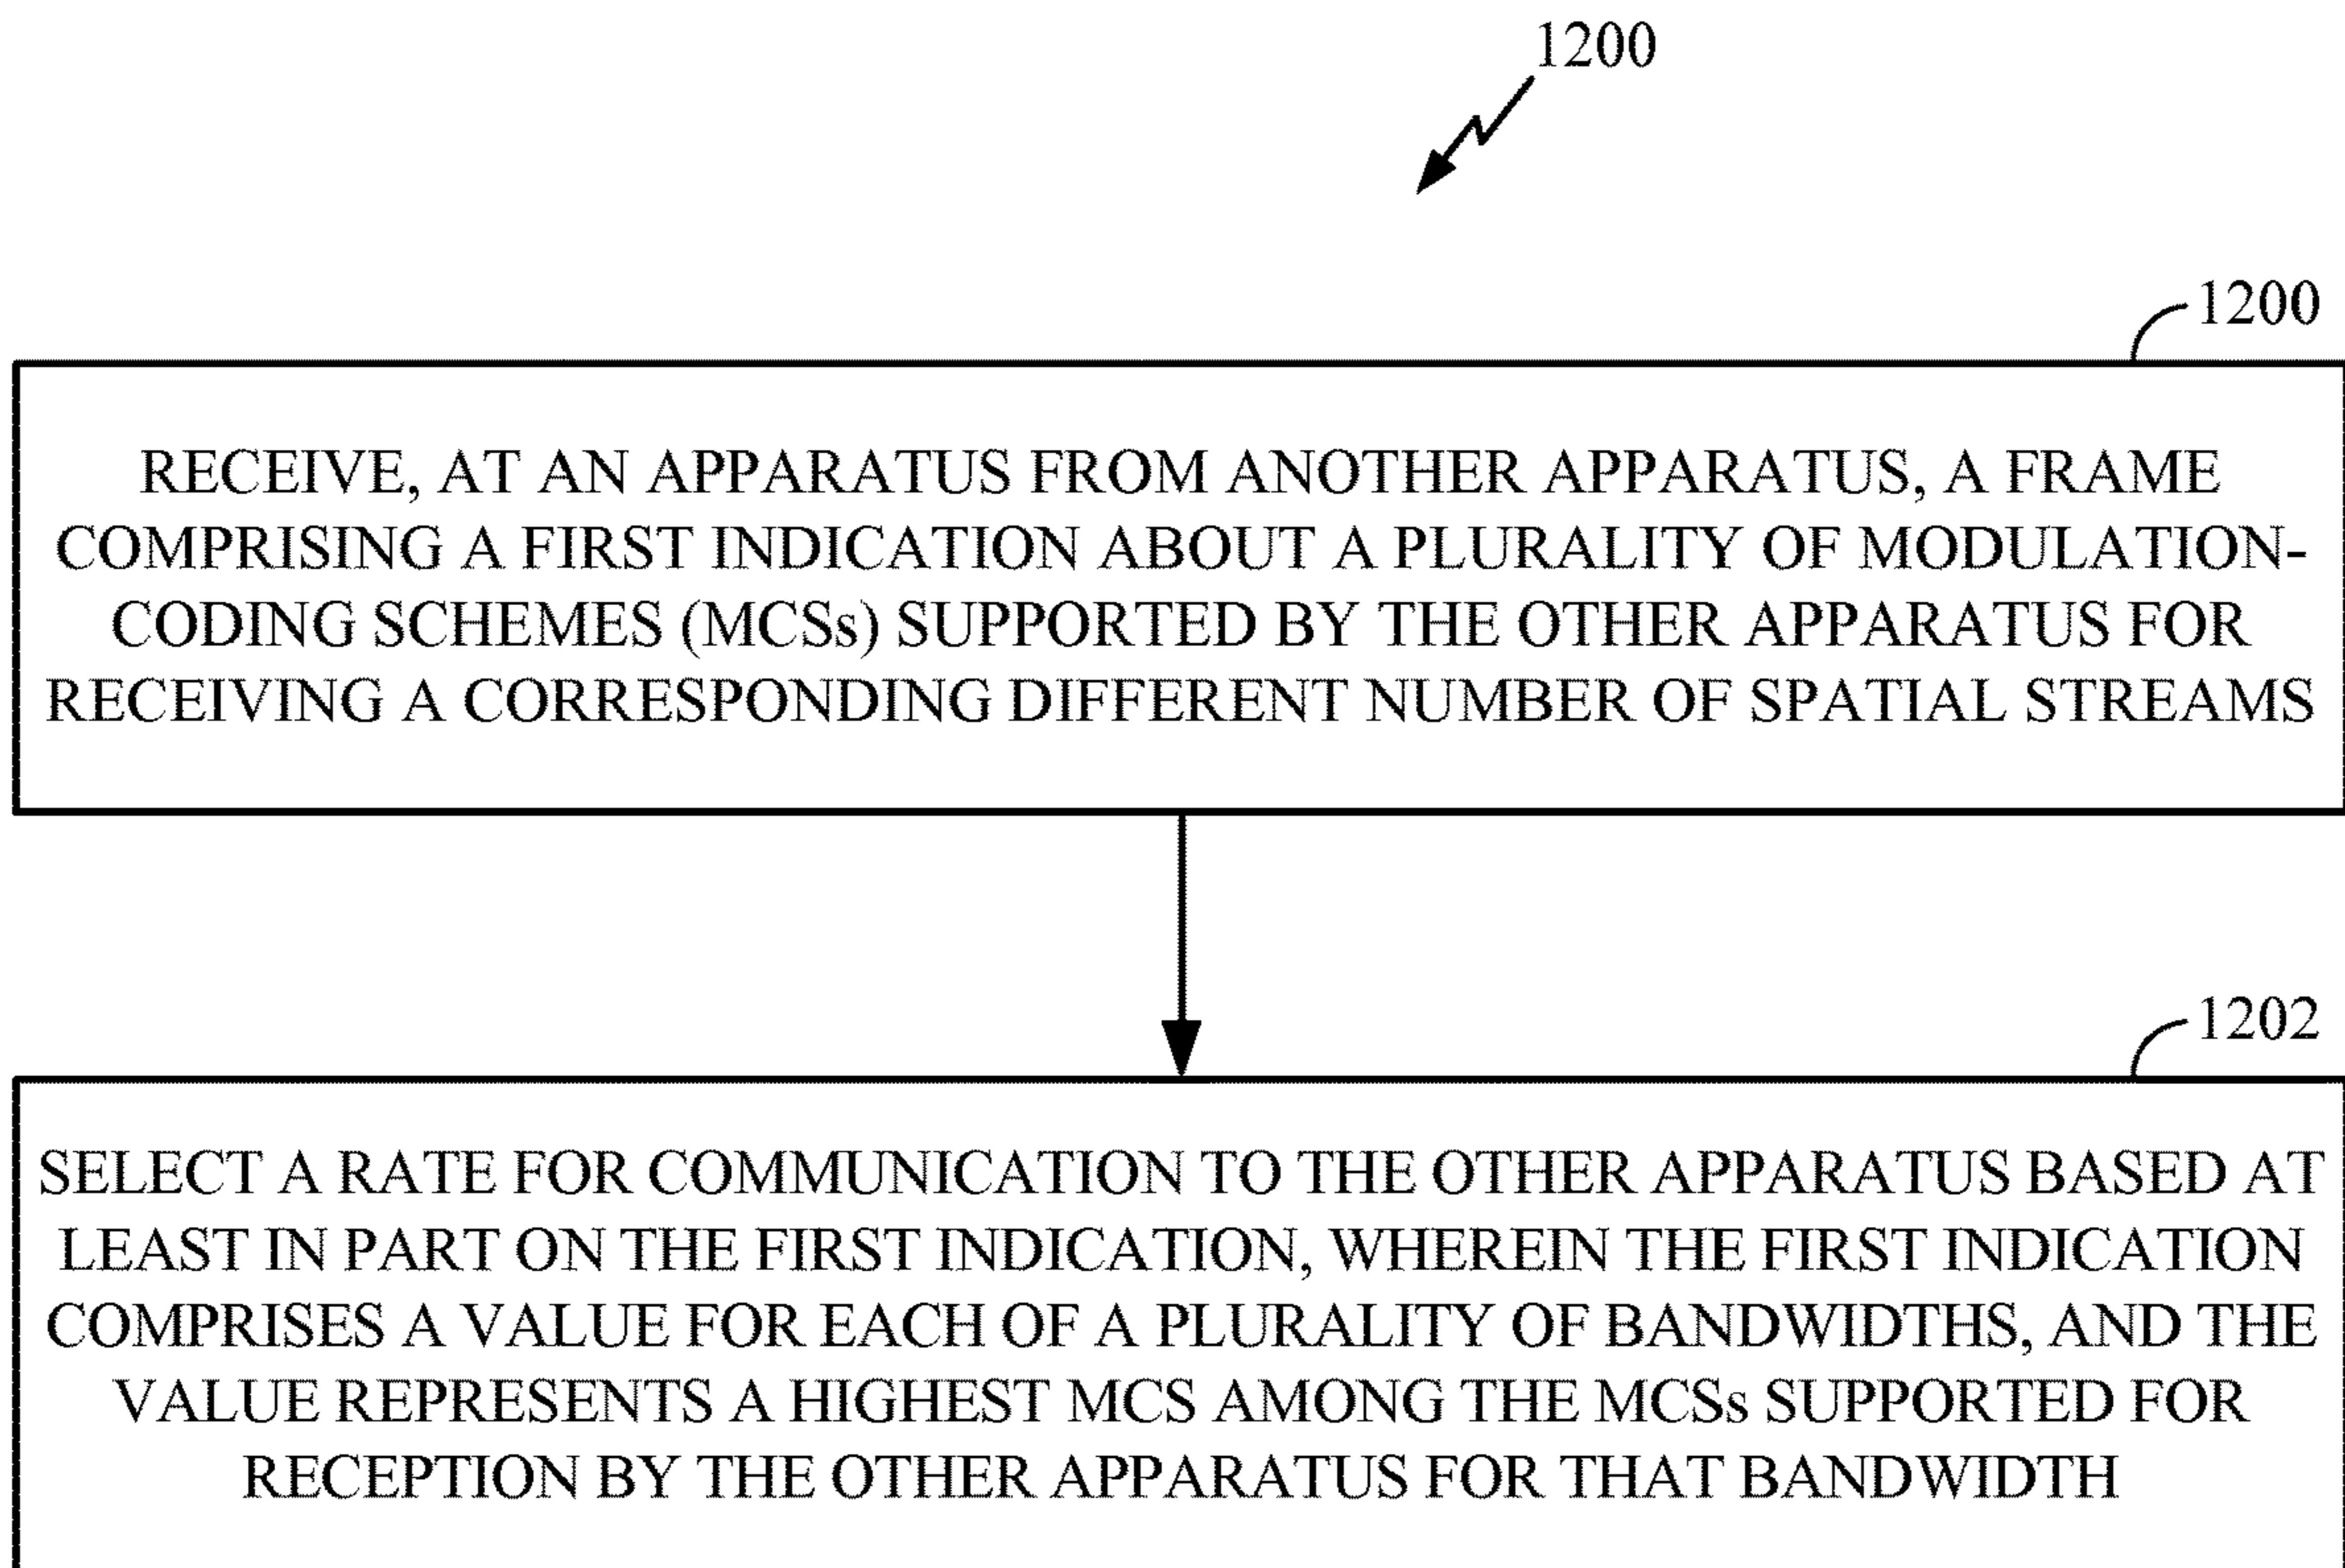 1200
1200
RECEIVE, AT AN APPARATUS FROM ANOTHER APPARATUS, A FRAME
COMPRISING A FIRST INDICATION ABOUT A PLURALITY OF MODULATION-
CODING SCHEMES (MCSs) SUPPORTED BY THE OTHER APPARATUS FOR
RECEIVING A CORRESPONDING DIFFERENT NUMBER OF SPATIAL STREAMS
1202
SELECT A RATE FOR COMMUNICATION TO THE OTHER APPARATUS BASED AT
LEAST IN PART ON THE FIRST INDICATION, WHEREIN THE FIRST INDICATION
COMPRISES A VALUE FOR EACH OF A PLURALITY OF BANDWIDTHS, AND THE
VALUE REPRESENTS A HIGHEST MCS AMONG THE MCSs SUPPORTED FOR
RECEPTION BY THE OTHER APPARATUS FOR THAT BANDWIDTH